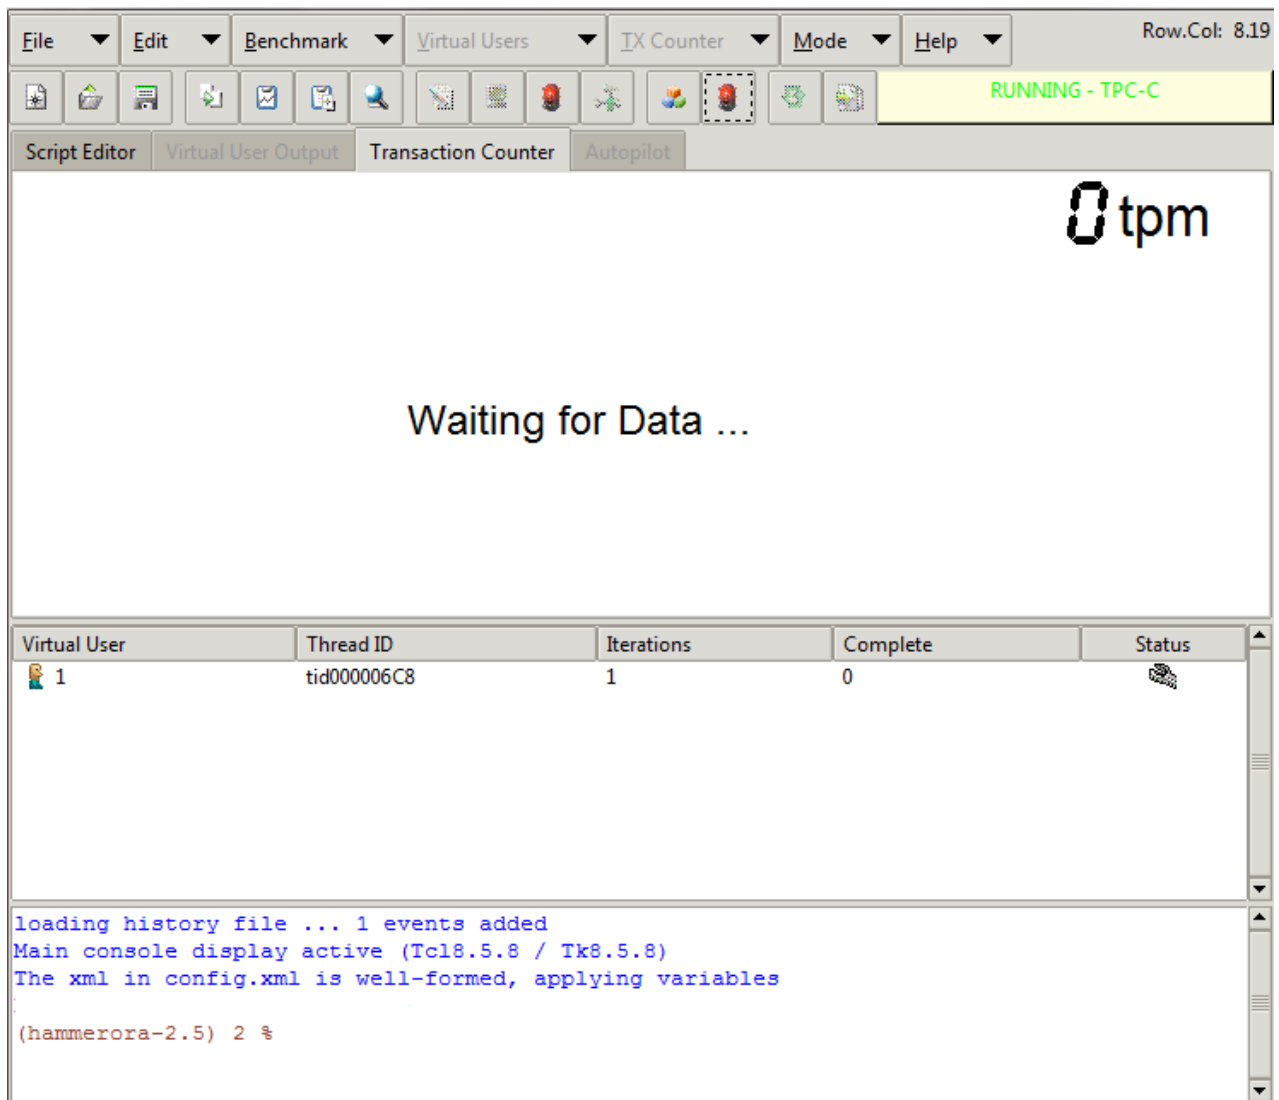 File Edit Benchmark Virtual Users TX Counter Mode Help Row.Col: 8.19
RUNNING - TPC-C
Script Editor Virtual User Output Transaction Counter Autopilot
0 tpm
Waiting for Data ...
Virtual User Thread ID Iterations Complete Status
1 tid000006C8 1 0
loading history file ... 1 events added
Main console display active (Tcl8.5.8 / Tk8.5.8)
The xml in config.xml is well-formed, applying variables
(hammerora-2.5) 2 %